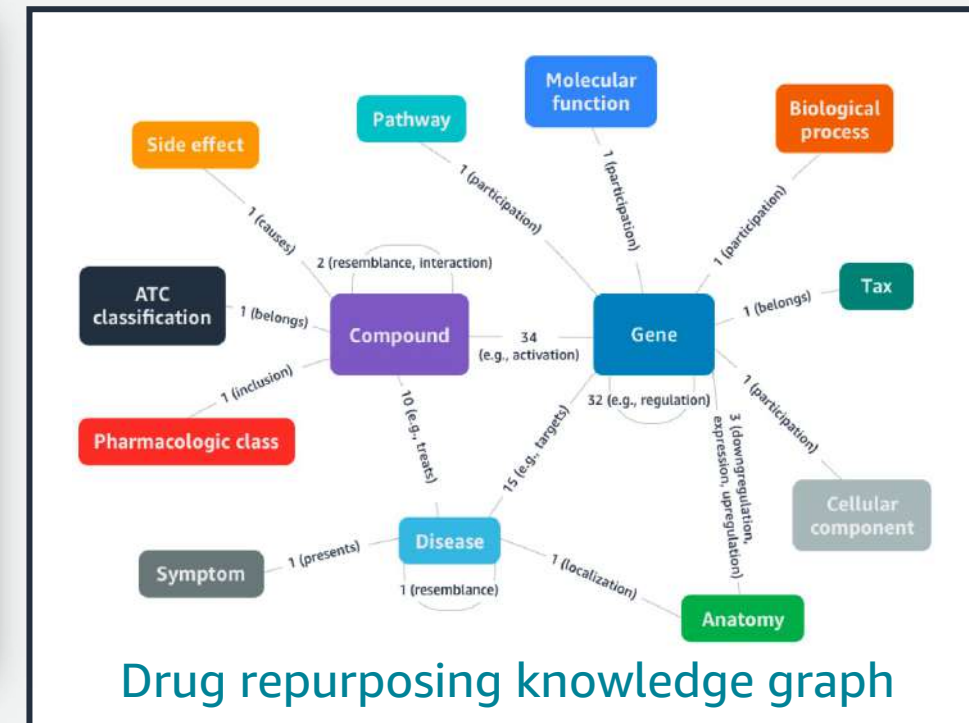 Molecular
function
Biological
process
Pathway
Side effect
1 (participation)
1 (participation)
1 (participation)
1 (causes)
2 (resemblance, interaction)
ATC
classification
1 (belongs)
Compound
34
(e.g., activation)
Gene
1 (belongs)
Tax
1 (inclusion)
Pharmacologic class
10 (e.g., treats)
15 (e.g., targets)
32 (e.g., regulation)
3 (downregulation,
expression, upregulation)
1 (participation)
Cellular
component
Disease
1 (presents)
Symptom
1 (resemblance)
1 (localization)
Anatomy
Drug repurposing knowledge graph